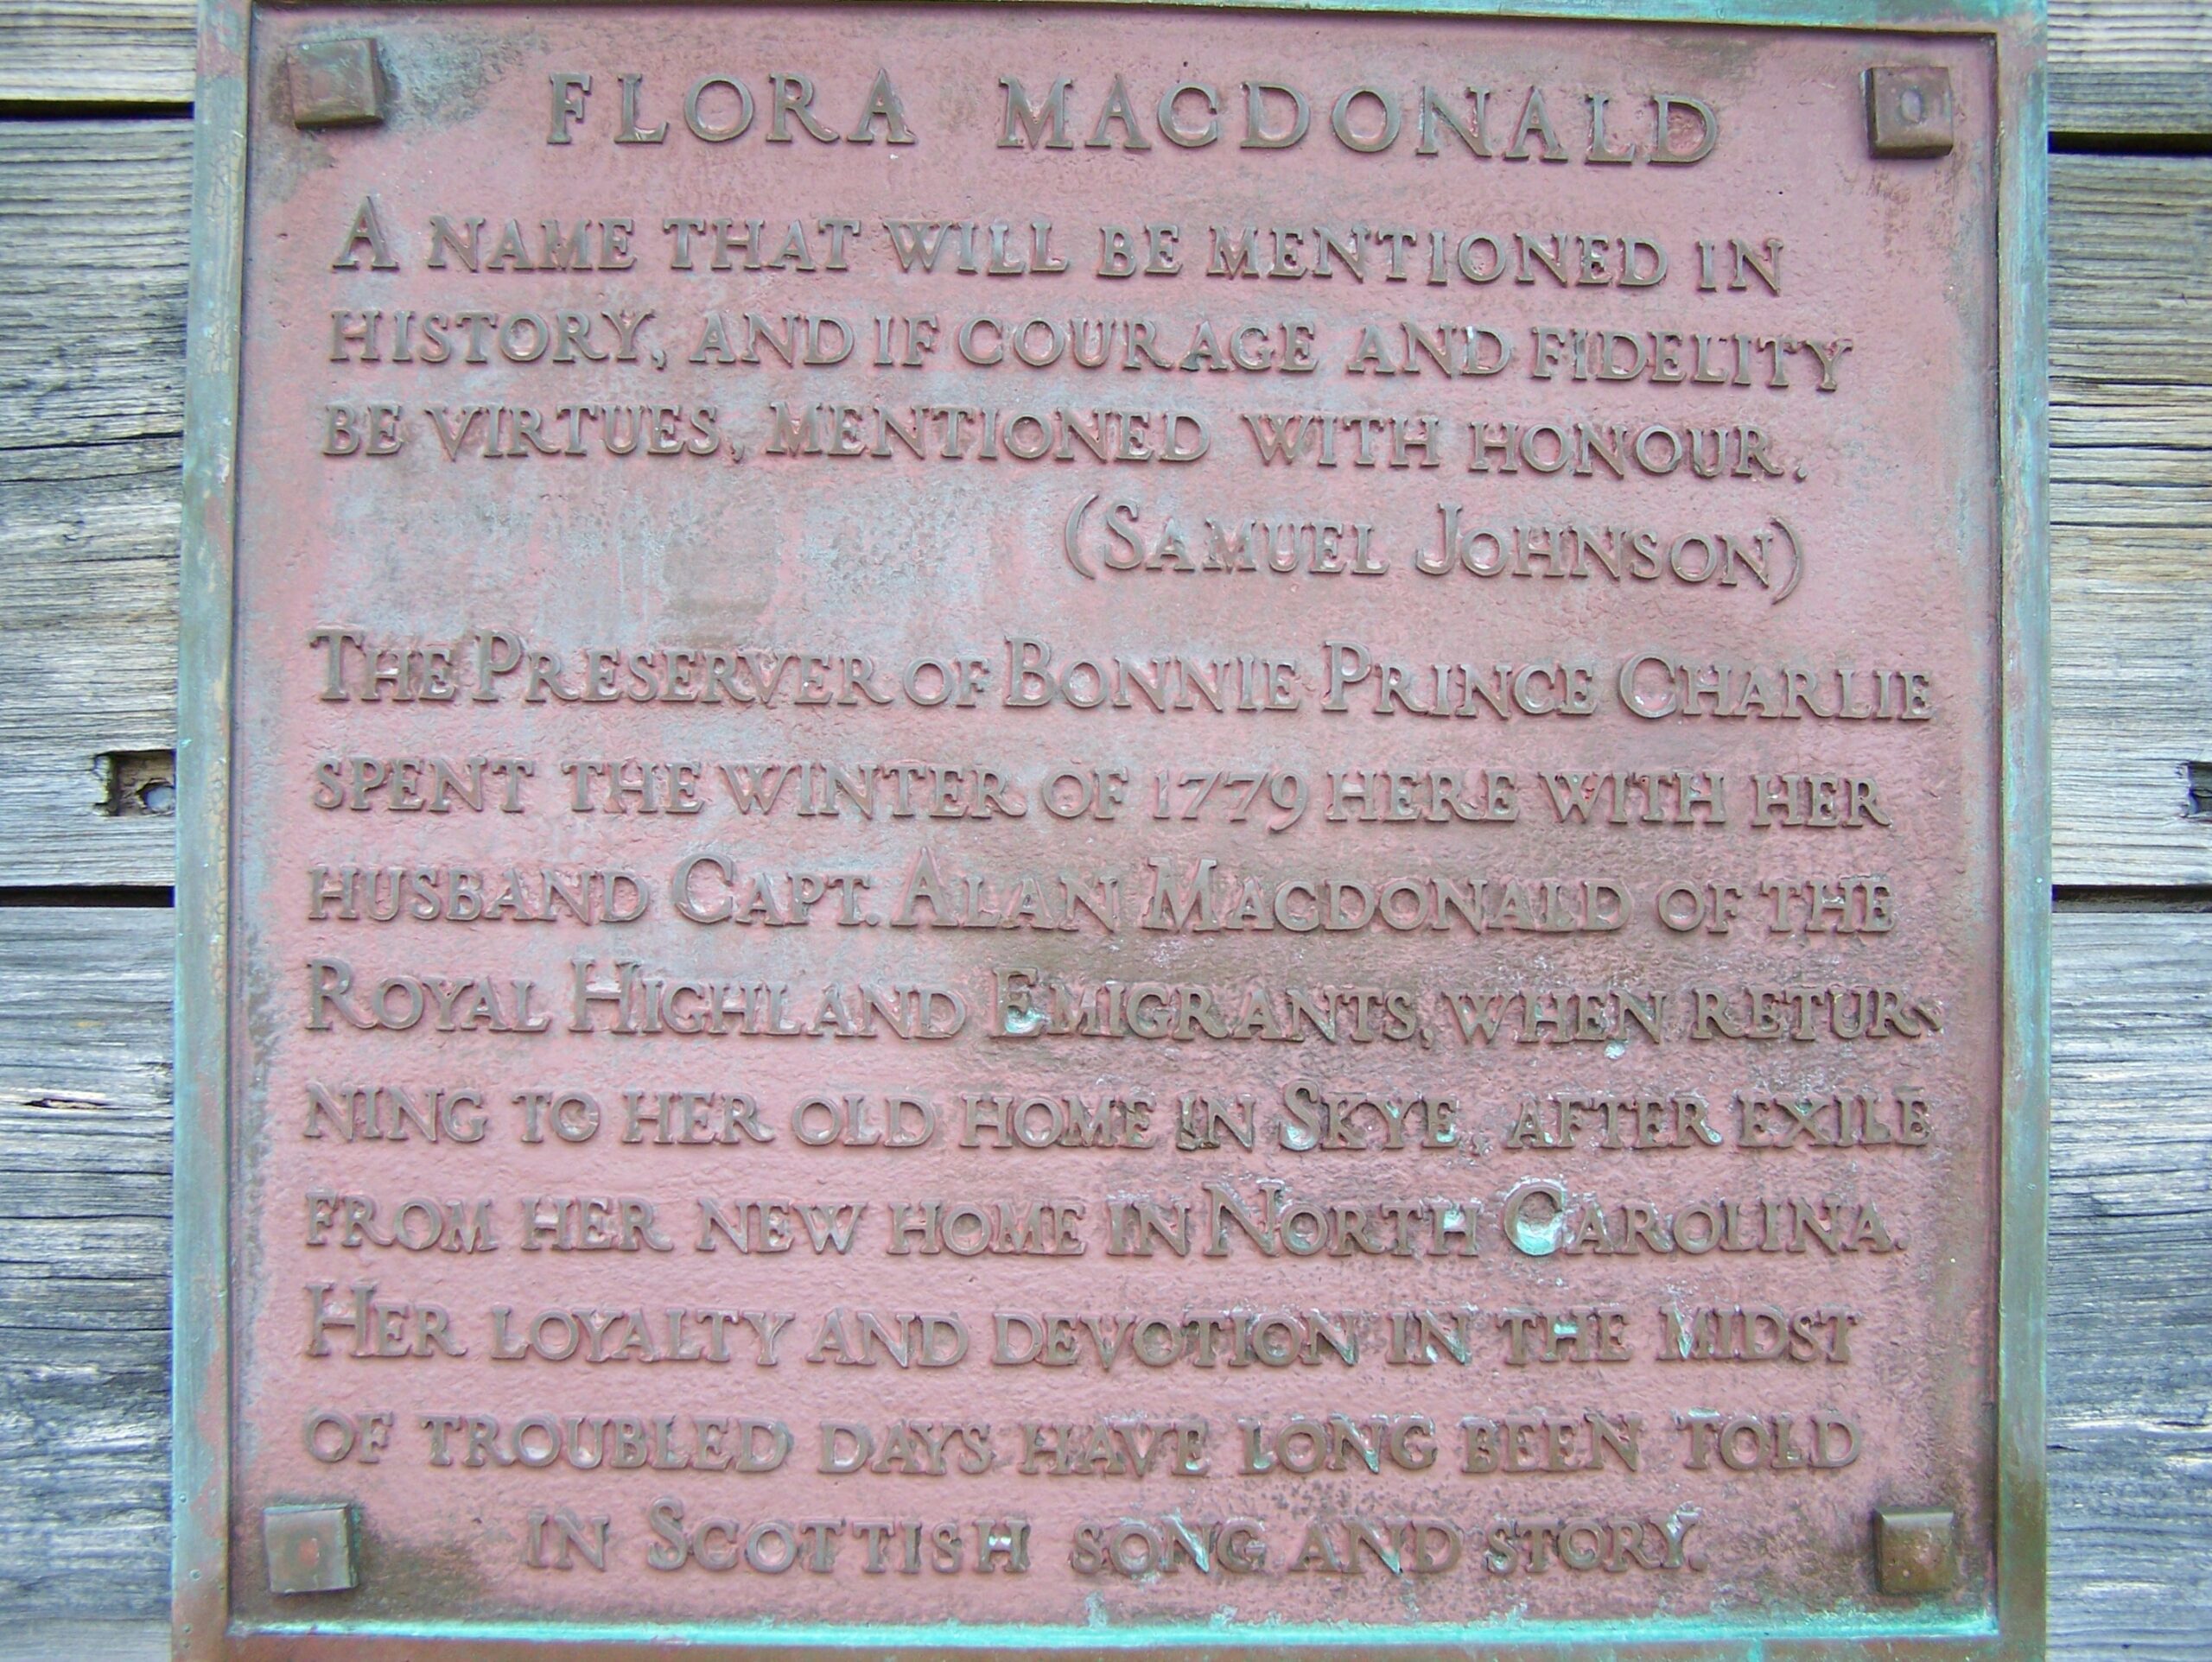 FLORA MACDONALD
A NAME THAT WILL BE MENTIONED IN
HISTORY, AND IF COURAGE AND FIDELITY
BE VIRTUES, MENTIONED WITH HONOUR.
(SAMUEL JOHNSON)
THE PRESERVER OF BONNIE PRINCE CHARLIE
SPENT THE WINTER OF 1779 HERE WITH HER
HUSBAND CAPT. ALAN MACDONALD OF THE
ROYAL HIGHLAND EMIGRANTS, WHEN RETUR-
NING TO HER OLD HOME IN SKYE, AFTER EXILE
FROM HER NEW HOME IN NORTH CAROLINA.
HER LOYALTY AND DEVOTION IN THE MIDST
OF TROUBLED DAYS HAVE LONG BEEN TOLD
IN SCOTTISH SONG AND STORY.